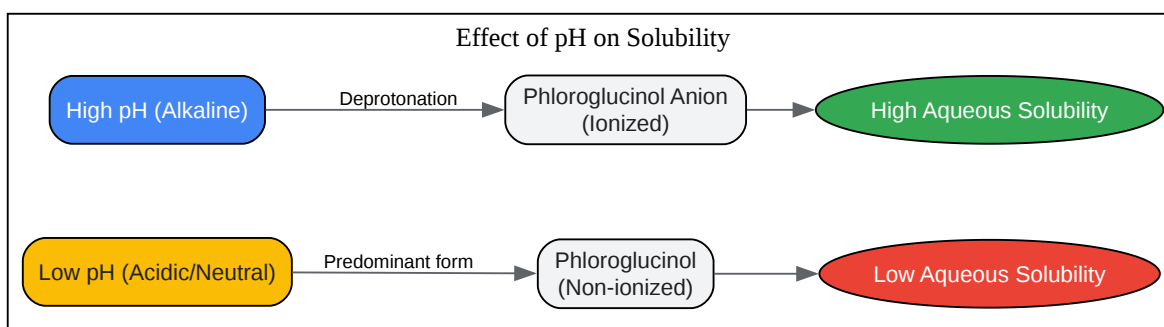 Effect of pH on Solubility
High pH (Alkaline)
Deprotonation
Phloroglucinol Anion
(Ionized)
High Aqueous Solubility
Low pH (Acidic/Neutral)
Predominant form
Phloroglucinol
(Non-ionized)
Low Aqueous Solubility